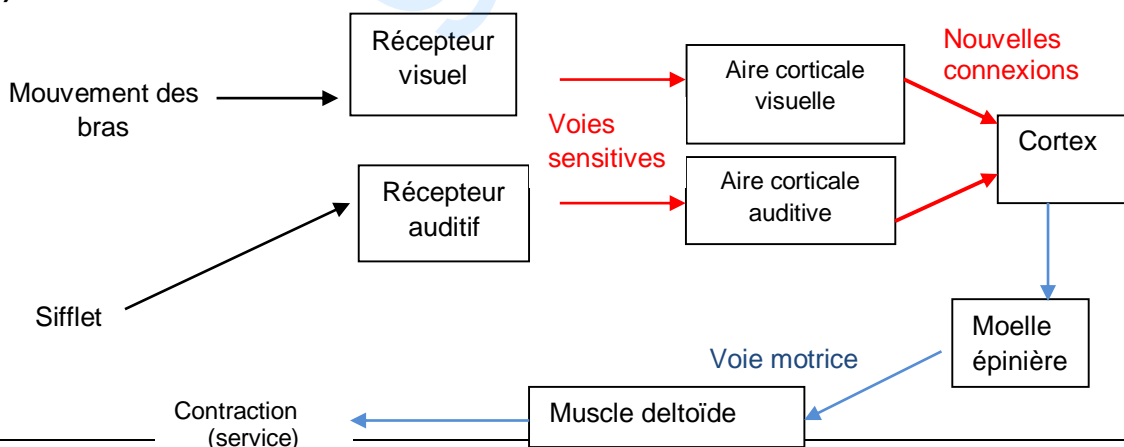 Mouvement des
bras
Récepteur
visuel
Aire corticale
visuelle
Nouvelles
connexions
Voies
sensitives
Cortex
Récepteur
auditif
Aire corticale
auditive
Sifflet
Moelle
épinière
Voie motrice
Muscle deltoïde
Contraction
(service)